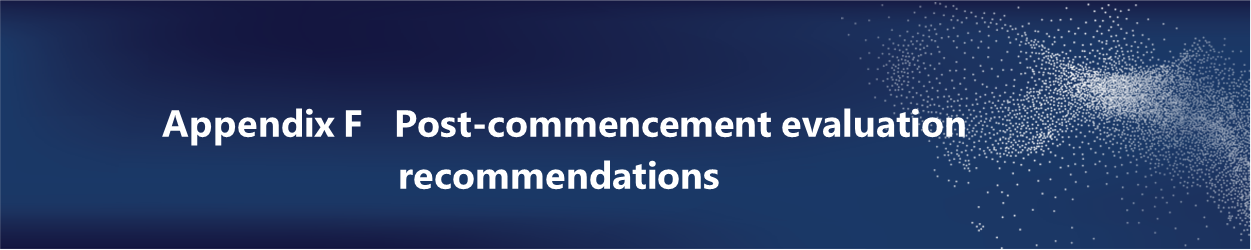 Appendix F Post-commencement evaluation
recommendations